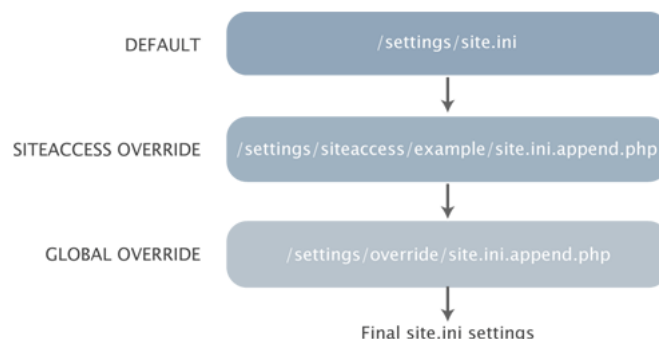 DEFAULT
/settings/site.ini
SITEACCESS OVERRIDE
/settings/siteaccess/example/site.ini.append.php
GLOBAL OVERRIDE
/settings/override/site.ini.append.php
Final site.ini settings